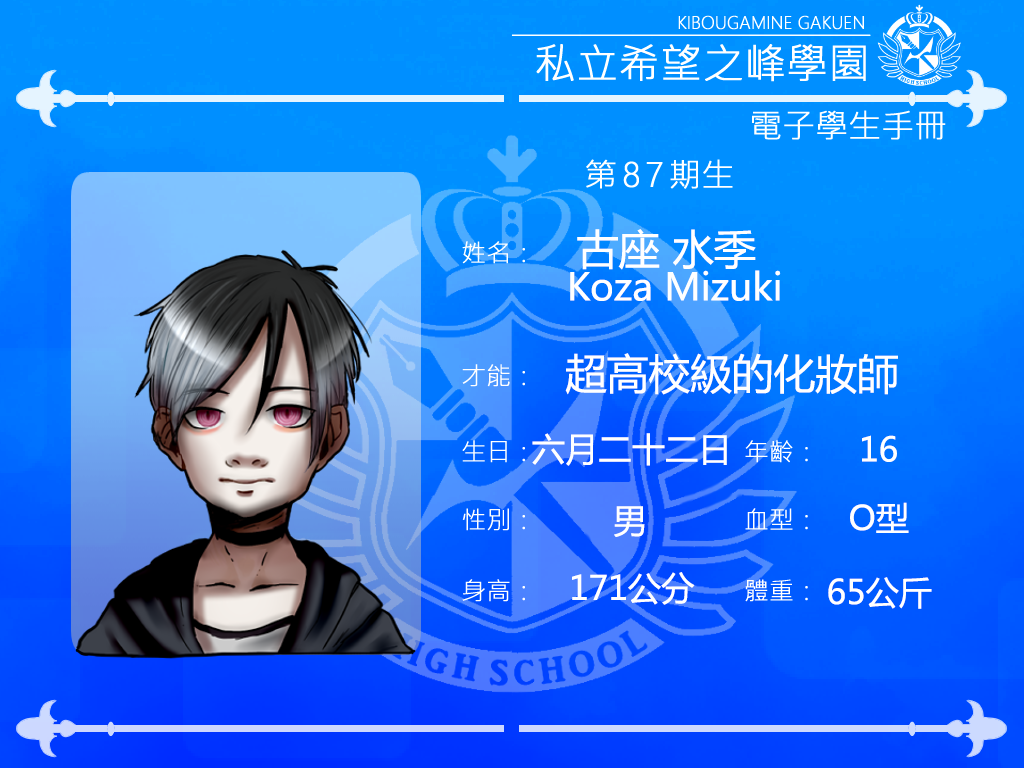 KIBOUGAMINE GAKUEN
私立希望之峰學園
HIGH SCHOOL
電子學生手冊
第87期生
姓名： 古座 水季
Koza Mizuki
才能： 超高校級的化妝師
生日：六月二十二日 年齡： 16
性別： 男 血型： O型
身高： 171公分 體重： 65公斤
HIGH SCHOOL